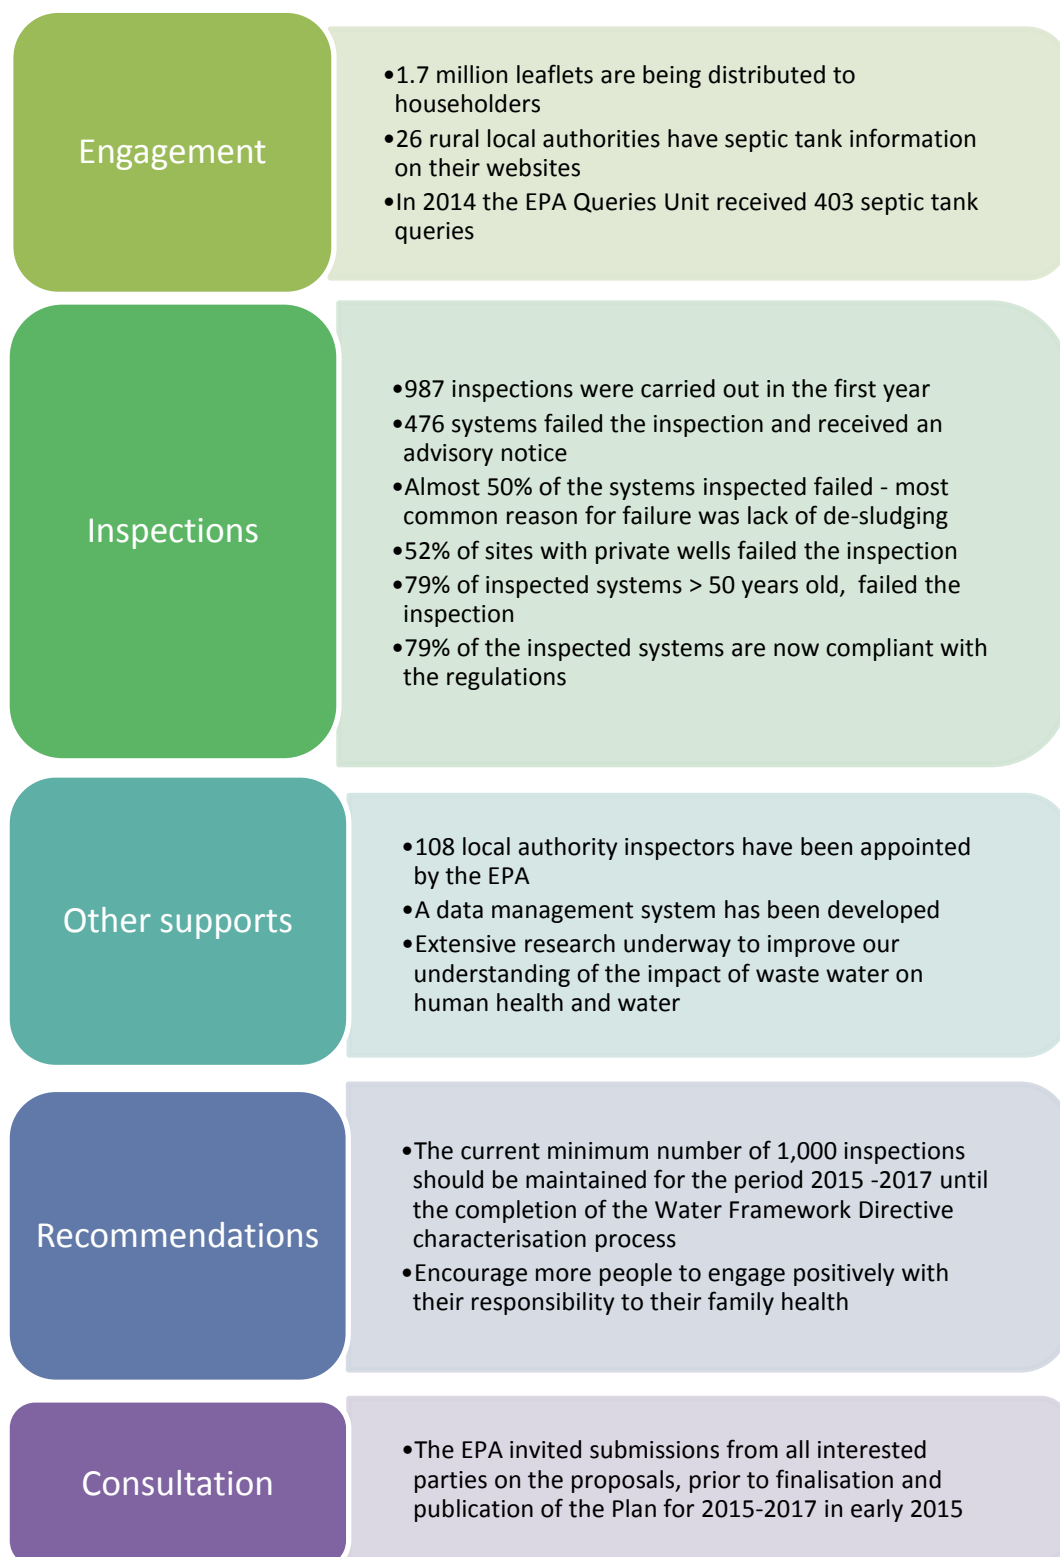 Engagement
•1.7 million leaflets are being distributed to
householders
•26 rural local authorities have septic tank information
on their websites
•In 2014 the EPA Queries Unit received 403 septic tank
queries
Inspections
•987 inspections were carried out in the first year
•476 systems failed the inspection and received an
advisory notice
•Almost 50% of the systems inspected failed - most
common reason for failure was lack of de-sludging
•52% of sites with private wells failed the inspection
•79% of inspected systems > 50 years old,  failed the
inspection
•79% of the inspected systems are now compliant with
the regulations
Other supports
•108 local authority inspectors have been appointed
by the EPA
•A data management system has been developed
•Extensive research underway to improve our
understanding of the impact of waste water on
human health and water
Recommendations
•The current minimum number of 1,000 inspections
should be maintained for the period 2015 -2017 until
the completion of the Water Framework Directive
characterisation process
•Encourage more people to engage positively with
their responsibility to their family health
Consultation
•The EPA invited submissions from all interested
parties on the proposals, prior to finalisation and
publication of the Plan for 2015-2017 in early 2015